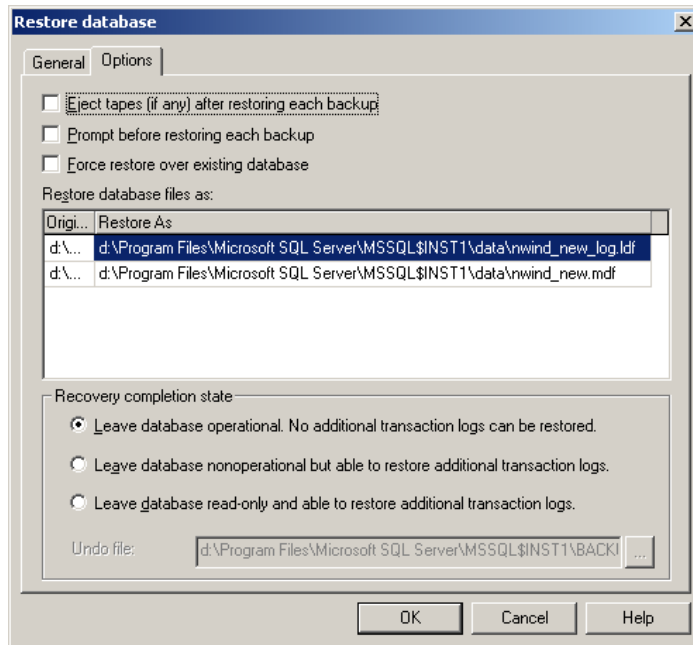 Restore database
General Options
Eject tapes (if any) after restoring each backup
Prompt before restoring each backup
Force restore over existing database
Restore database files as:
Origi... Restore As
d:\... d:\Program Files\Microsoft SQL Server\MSSQL$INST1\data\nwind_new_log.ldf
d:\... d:\Program Files\Microsoft SQL Server\MSSQL$INST1\data\nwind_new.mdf
Recovery completion state
Leave database operational. No additional transaction logs can be restored.
Leave database nonoperational but able to restore additional transaction logs.
Leave database read-only and able to restore additional transaction logs.
Undo file: d:\Program Files\Microsoft SQL Server\MSSQL$INST1\BACK ...
OK Cancel Help